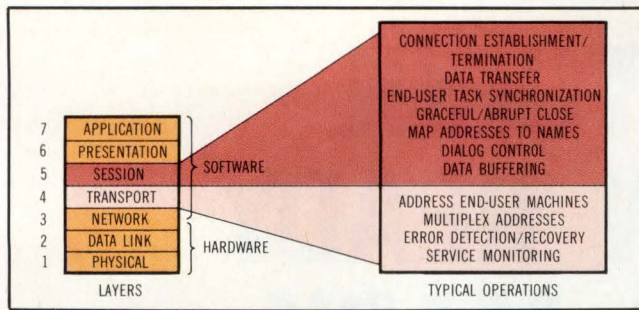 7 APPLICATION
6 PRESENTATION
5 SESSION
4 TRANSPORT
3 NETWORK
2 DATA LINK
1 PHYSICAL
LAYERS
SOFTWARE
HARDWARE
CONNECTION ESTABLISHMENT/
TERMINATION
DATA TRANSFER
END-USER TASK SYNCHRONIZATION
GRACEFUL/ABRUPT CLOSE
MAP ADDRESSES TO NAMES
DIALOG CONTROL
DATA BUFFERING
ADDRESS END-USER MACHINES
MULTIPLEX ADDRESSES
ERROR DETECTION/RECOVERY
SERVICE MONITORING
TYPICAL OPERATIONS